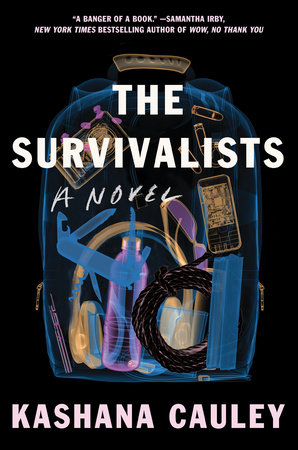 "A BANGER OF A BOOK."—SAMANTHA IRBY,
NEW YORK TIMES BESTSELLING AUTHOR OF WOW, NO THANK YOU
THE
SURVIVALISTS
A NOVEL
KASHANA CAULEY